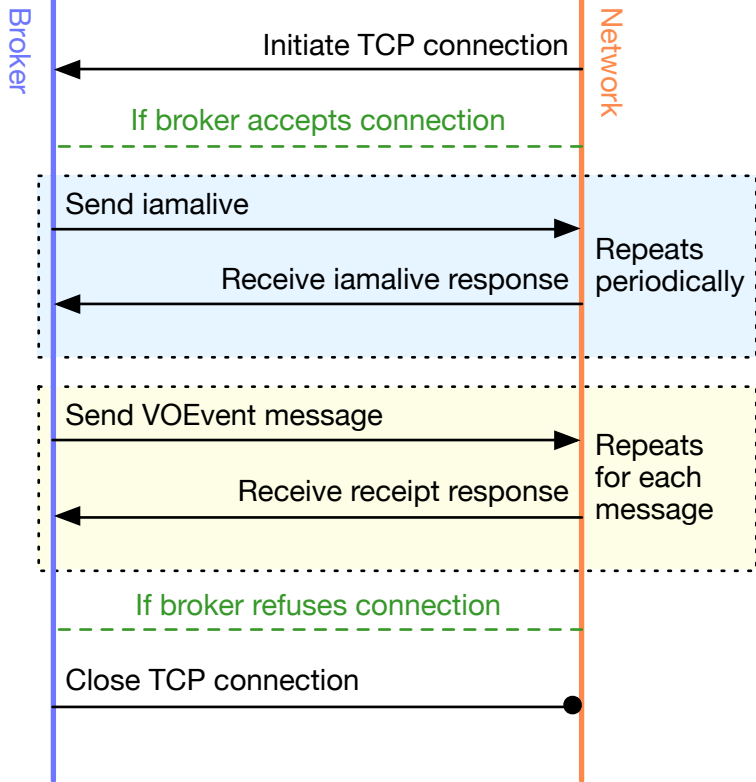 Broker
Network
Initiate TCP connection
If broker accepts connection
Send iamalive
Receive iamalive response
Repeats
periodically
Send VOEvent message
Receive receipt response
Repeats
for each
message
If broker refuses connection
Close TCP connection